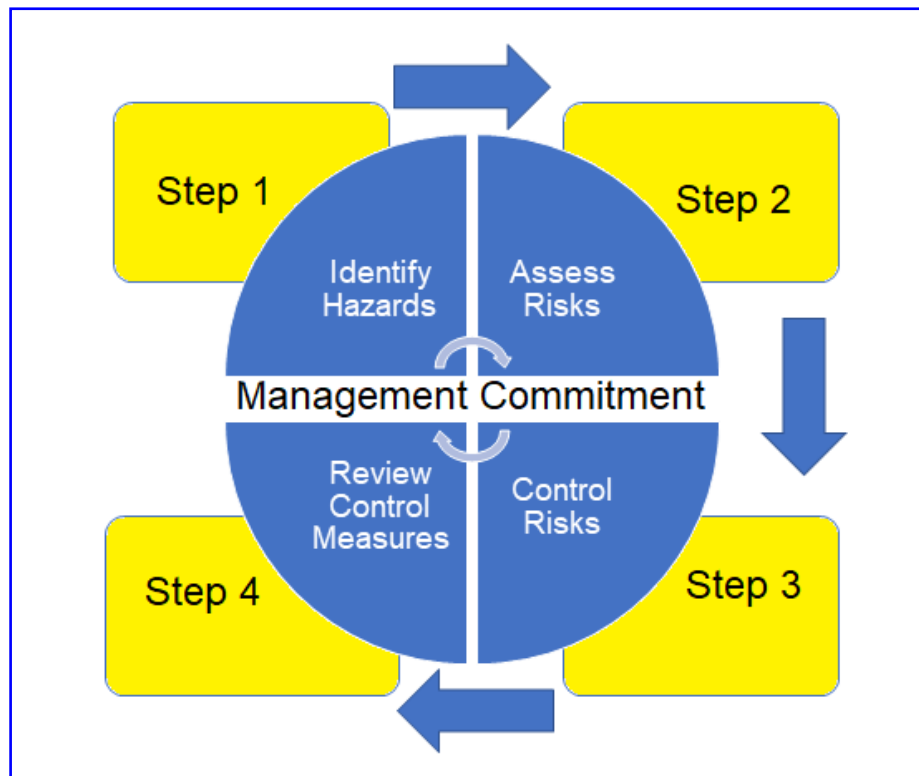 Step 1
Step 2
Identify
Hazards
Assess
Risks
Management Commitment
Review
Control
Measures
Control
Risks
Step 4
Step 3